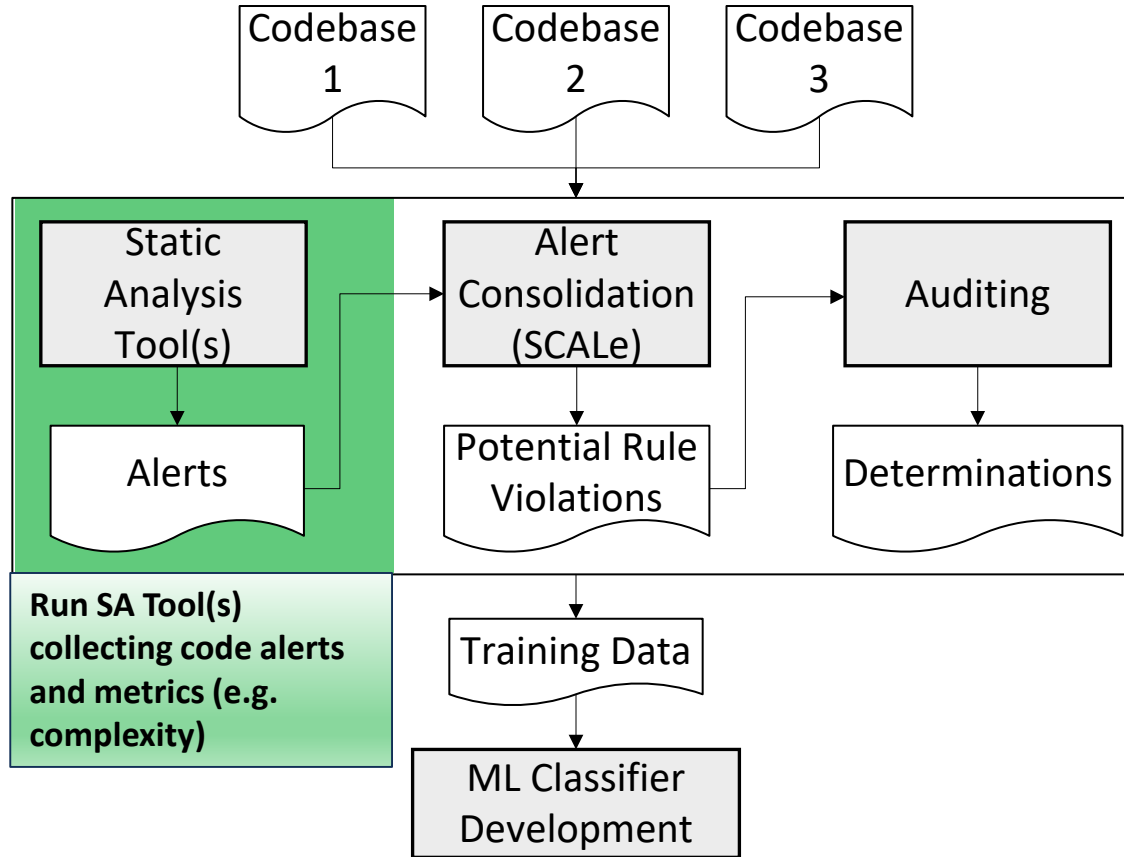 Codebase
1
Codebase
2
Codebase
3
Static
Analysis
Tool(s)
Alert
Consolidation
(SCALe)
Auditing
Alerts
Potential Rule
Violations
Determinations
Run SA Tool(s)
collecting code alerts
and metrics (e.g.
complexity)
Training Data
ML Classifier
Development